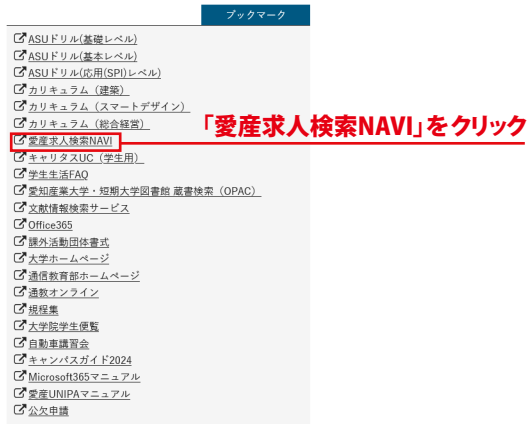 ブックマーク
ASUドリル(基礎レベル)
ASUドリル(基本レベル)
ASUドリル(応用(SPI)レベル)
カリキュラム（建築）
カリキュラム（スマートデザイン）
カリキュラム（総合経営）
「愛産求人検索NAVI」をクリック
愛産求人検索NAVI
キャリタスUC（学生用）
学生生活FAQ
愛知産業大学・短期大学図書館 蔵書検索（OPAC）
文献情報検索サービス
Office365
課外活動団体書式
大学ホームページ
通信教育部ホームページ
通教オンライン
規程集
大学院学生便覧
自動車講習会
キャンパスガイド2024
Microsoft365マニュアル
愛産UNIPAマニュアル
公欠申請